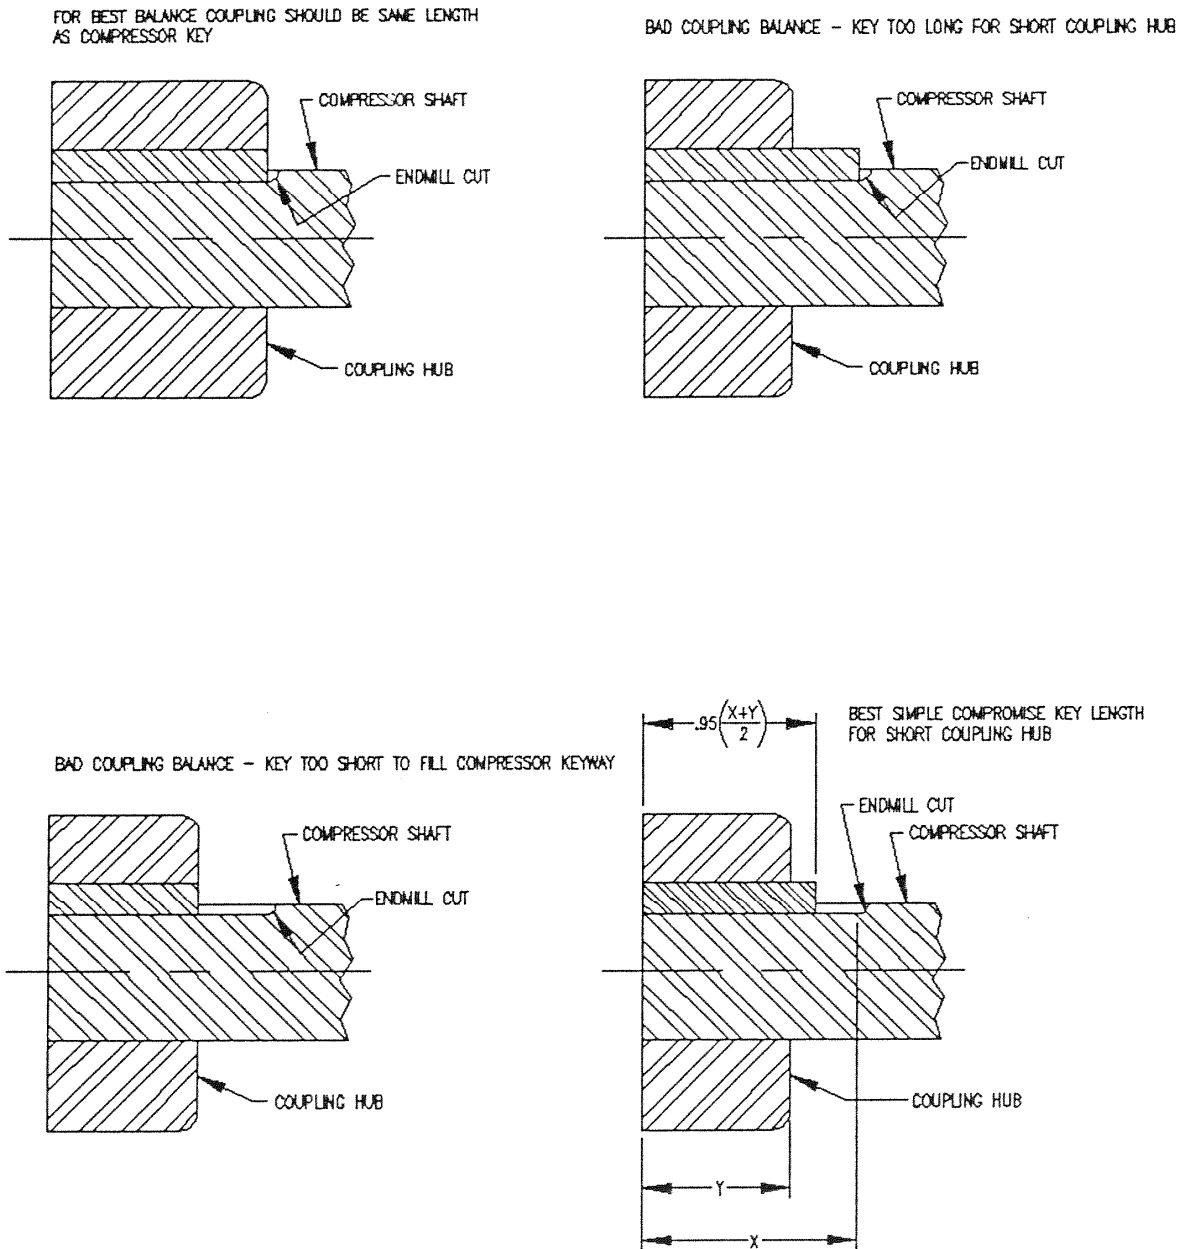 FOR BEST BALANCE COUPLING SHOULD BE SAME LENGTH
AS COMPRESSOR KEY
COMPRESSOR SHAFT
ENDMILL CUT
COUPLING HUB
BAD COUPLING BALANCE - KEY TOO LONG FOR SHORT COUPLING HUB
COMPRESSOR SHAFT
ENDMILL CUT
COUPLING HUB
BAD COUPLING BALANCE - KEY TOO SHORT TO FILL COMPRESSOR KEYWAY
COMPRESSOR SHAFT
ENDMILL CUT
COUPLING HUB
.95(X+Y/2)
BEST SIMPLE COMPROMISE KEY LENGTH
FOR SHORT COUPLING HUB
ENDMILL CUT
COMPRESSOR SHAFT
COUPLING HUB
Y
X